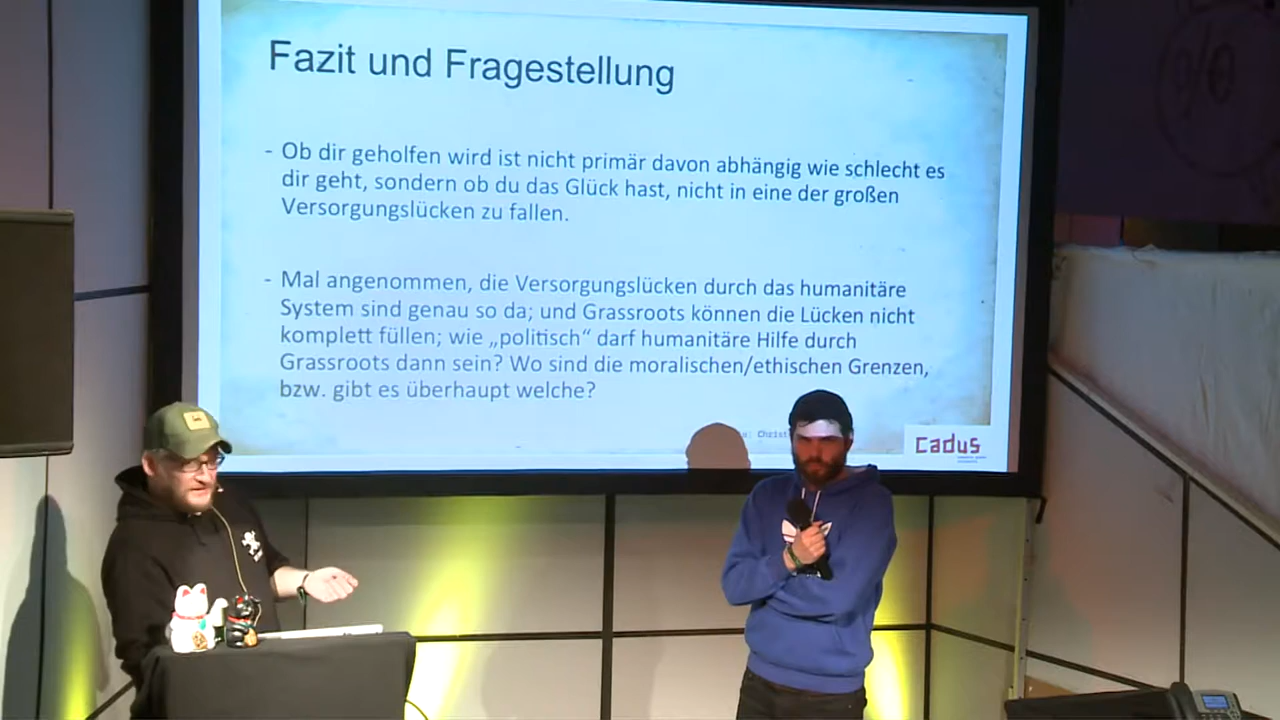 Fazit und Fragestellung
- Ob dir geholfen wird ist nicht primär davon abhängig wie schlecht es
dir geht, sondern ob du das Glück hast, nicht in eine der großen
Versorgungslücken zu fallen.
- Mal angenommen, die Versorgungslücken durch das humanitäre
System sind genau so da; und Grassroots können die Lücken nicht
komplett füllen; wie „politisch“ darf humanitäre Hilfe durch
Grassroots dann sein? Wo sind die moralischen/ethischen Grenzen,
bzw. gibt es überhaupt welche?
cadus